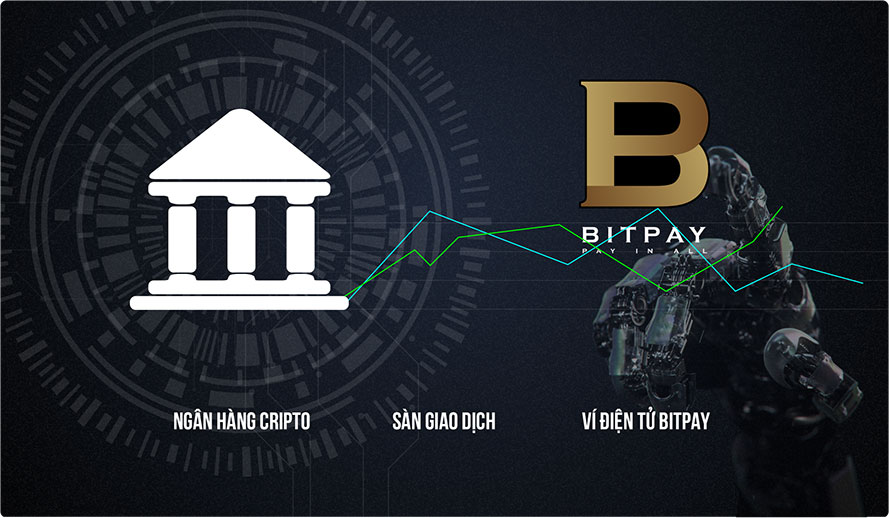 BITPAY
PAY IN ALL
NGÂN HÀNG CRIPTO
SÀN GIAO DỊCH
VÍ ĐIỆN TỬ BITPAY